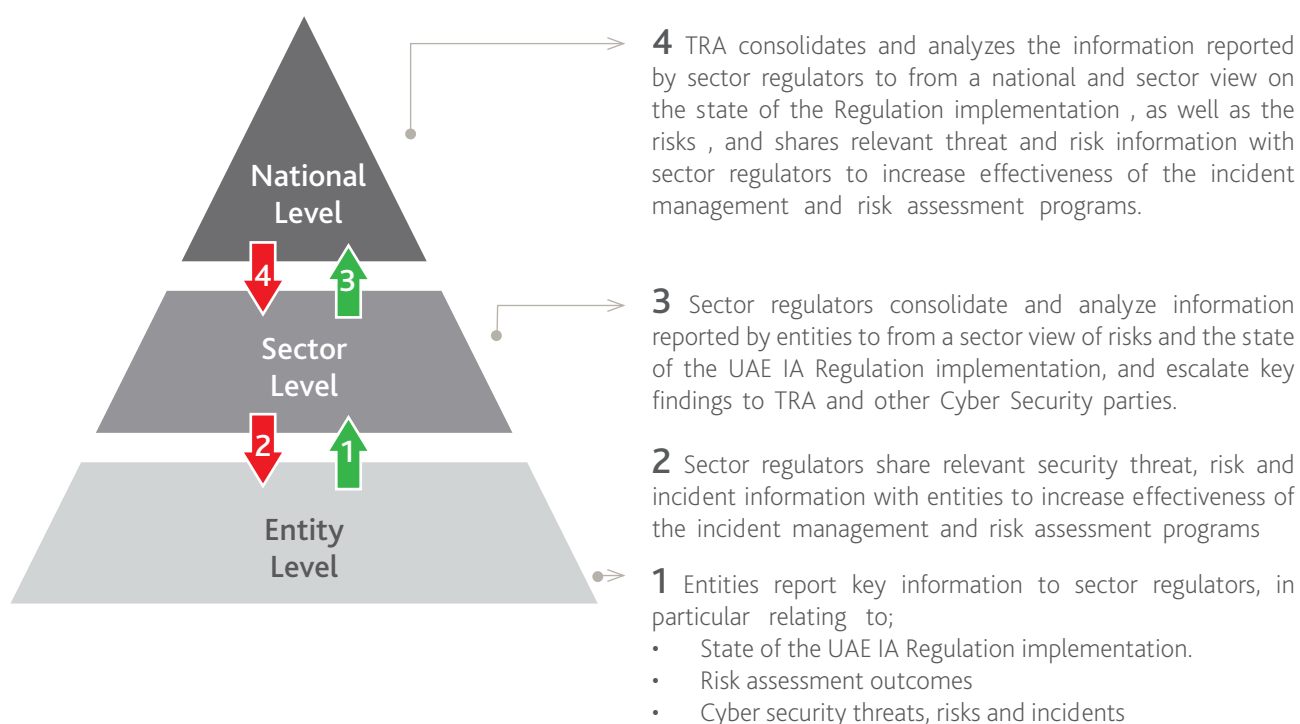 National
Level
4
3
Sector
Level
2
1
Entity
Level
4 TRA consolidates and analyzes the information reported
by sector regulators to from a national and sector view on
the state of the Regulation implementation , as well as the
risks , and shares relevant threat and risk information with
sector regulators to increase effectiveness of the incident
management and risk assessment programs.
3 Sector regulators consolidate and analyze information
reported by entities to from a sector view of risks and the state
of the UAE IA Regulation implementation, and escalate key
findings to TRA and other Cyber Security parties.
2 Sector regulators share relevant security threat, risk and
incident information with entities to increase effectiveness of
the incident management and risk assessment programs
1 Entities report key information to sector regulators, in
particular relating to;
• State of the UAE IA Regulation implementation.
• Risk assessment outcomes
• Cyber security threats, risks and incidents